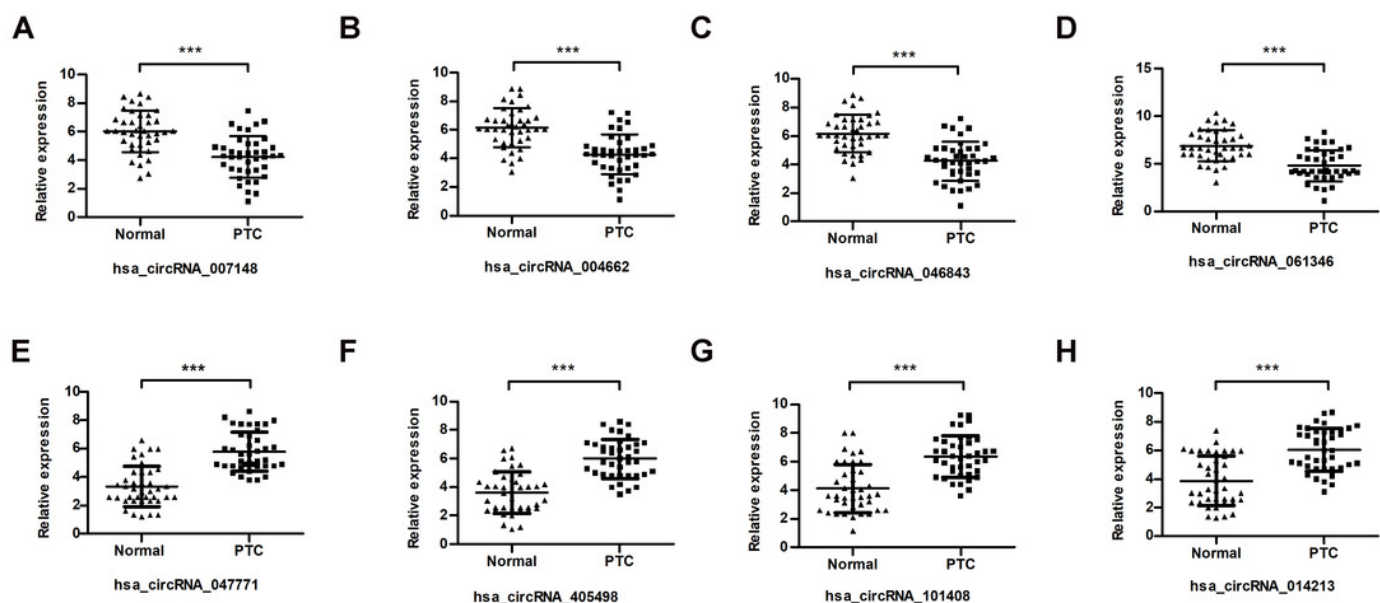 A
B
C
D
***
***
***
***
Relative expression
10
8
6
4
2
0
Normal
PTC
hsa_circRNA_007148
Relative expression
10
8
6
4
2
0
Normal
PTC
hsa_circRNA_004662
Relative expression
10
8
6
4
2
0
Normal
PTC
hsa_circRNA_046843
Relative expression
15
10
5
0
Normal
PTC
hsa_circRNA_061346
E
F
G
H
***
***
***
***
Relative expression
10
8
6
4
2
0
Normal
PTC
hsa_circRNA_047771
Relative expression
10
8
6
4
2
0
Normal
PTC
hsa_circRNA_405498
Relative expression
10
8
6
4
2
0
Normal
PTC
hsa_circRNA_101408
Relative expression
10
8
6
4
2
0
Normal
PTC
hsa_circRNA_014213